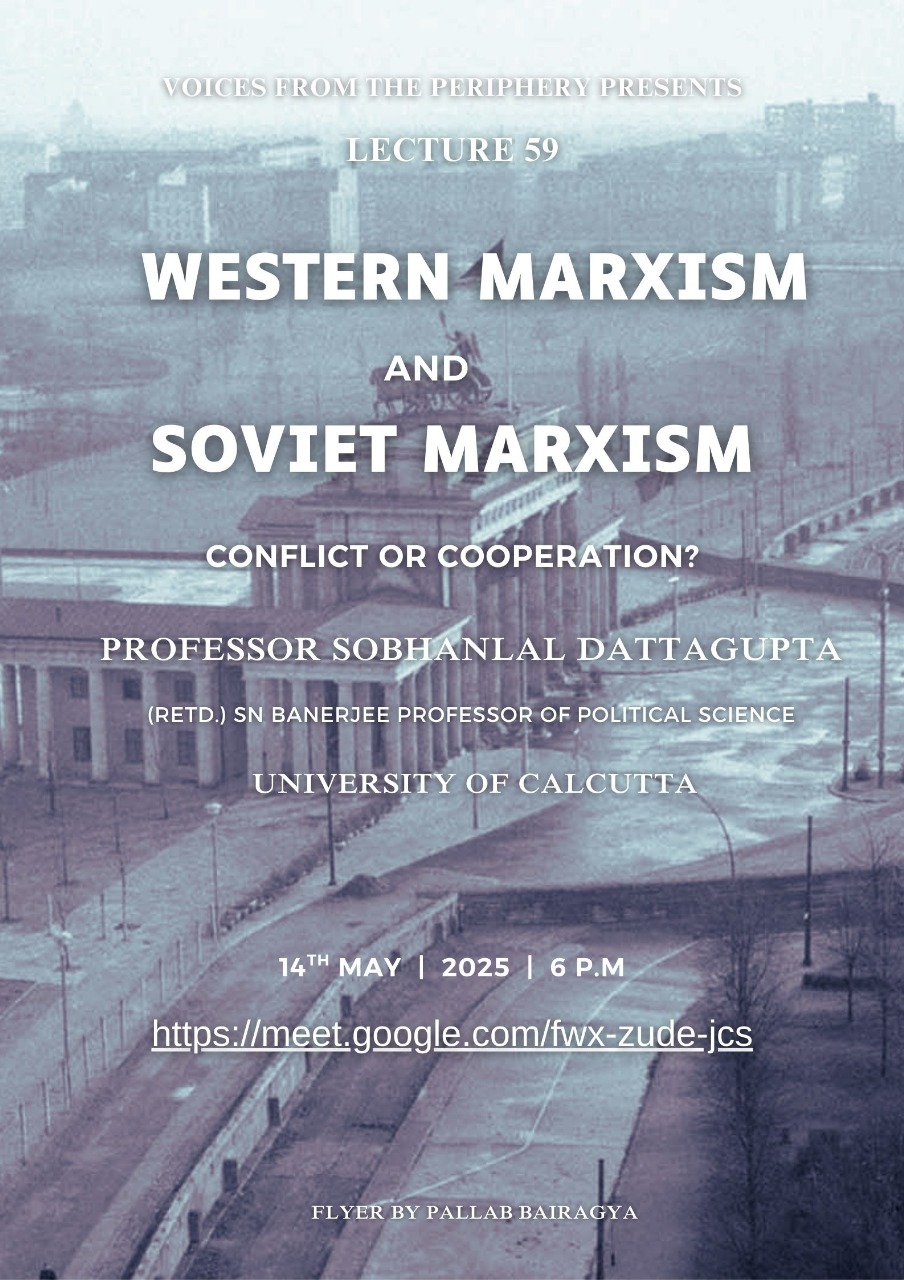 VOICES FROM THE PERIPHERY PRESENTS
LECTURE 59
WESTERN MARXISM
AND
SOVIET MARXISM
CONFLICT OR COOPERATION?
PROFESSOR SOBHANLAL DATTAGUPTA
(RETD.) SN BANERJEE PROFESSOR OF POLITICAL SCIENCE
UNIVERSITY OF CALCUTTA
14TH MAY | 2025 | 6 P.M
https://meet.google.com/fwx-zude-jcs
FLYER BY PALLAB BAIRAGYA